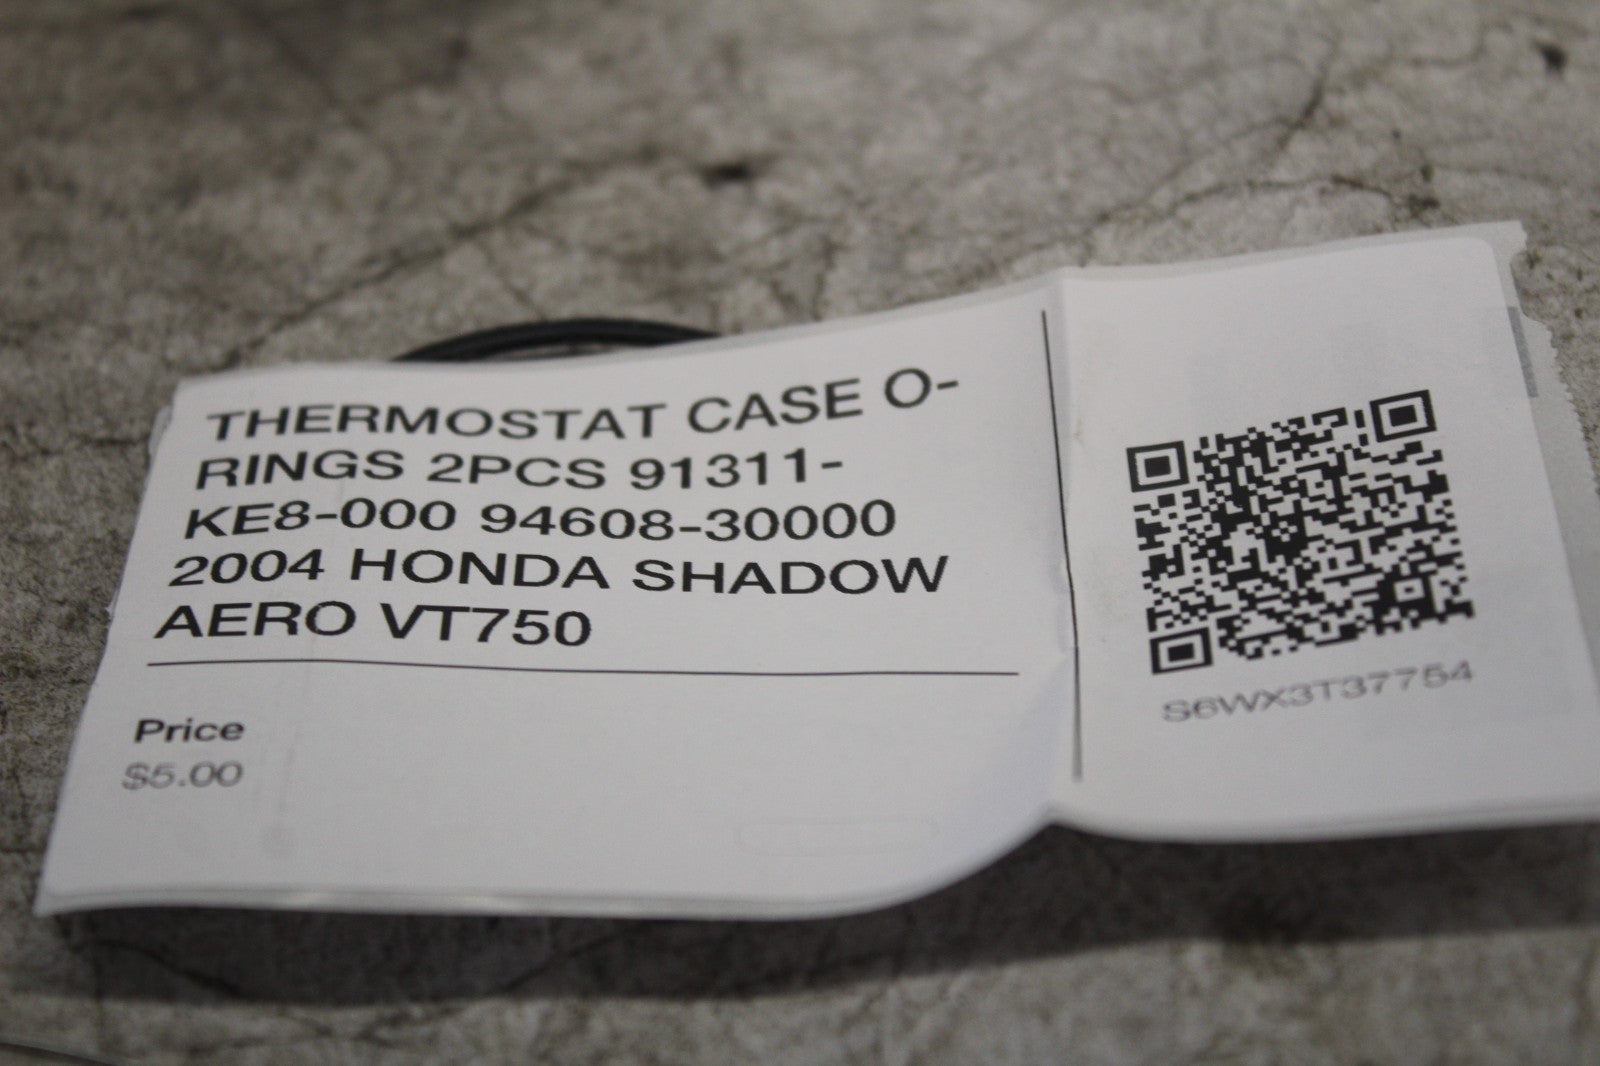 THERMOSTAT CASE O-
RINGS 2PCS 91311-
KE8-000 94608-30000
2004 HONDA SHADOW
AERO VT750
Price
$5.00
S6WX3T37754